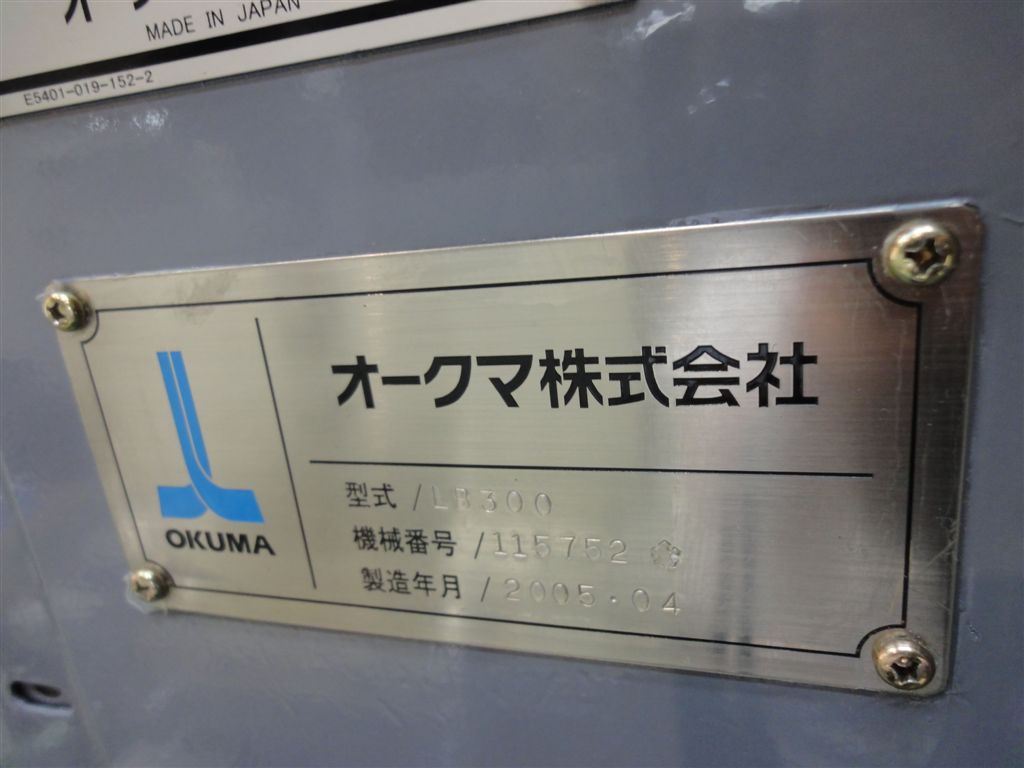 MADE IN JAPAN
E5401-019-152-2
オークマ株式会社
OKUMA
型式/LB300
機械番号/115752
製造年月/2005.04